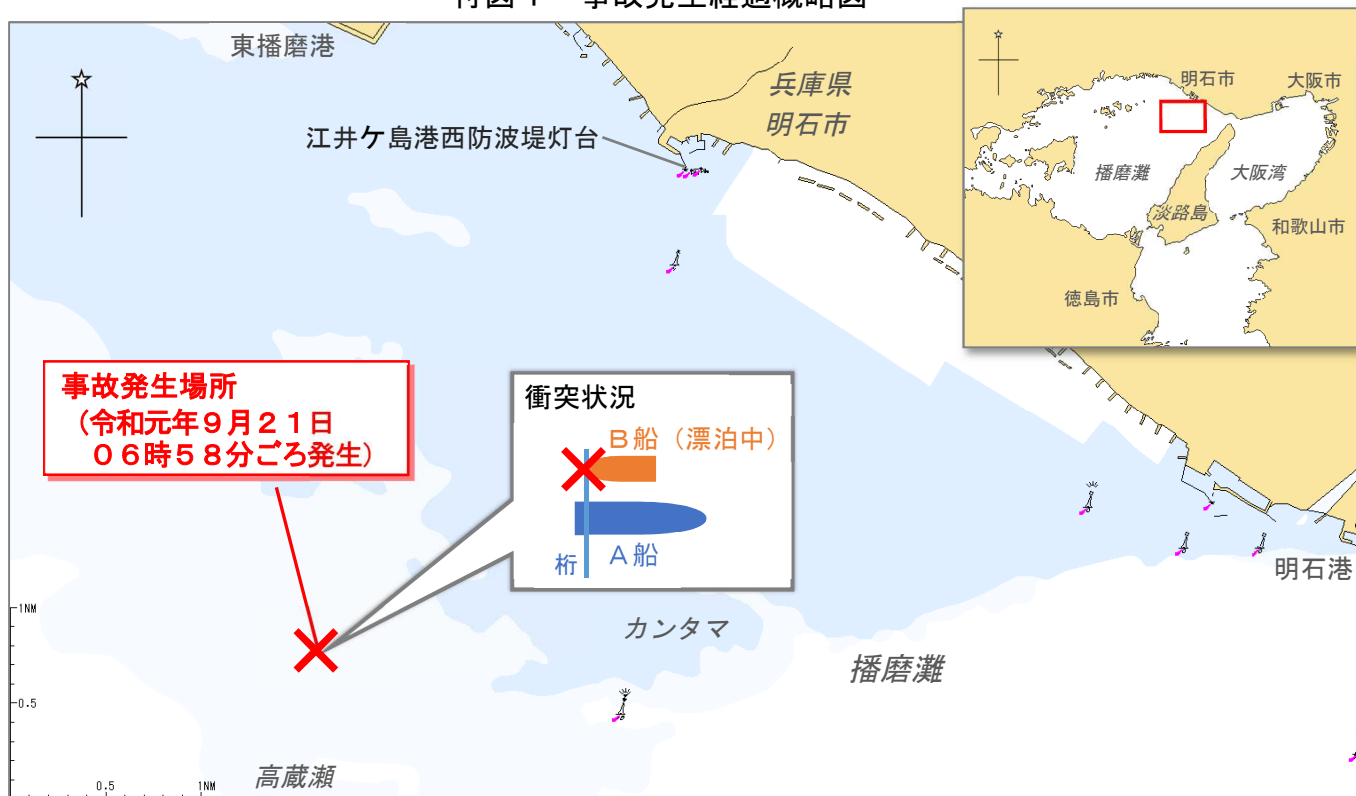 東播磨港
兵庫県
明石市
江井ケ島港西防波堤灯台
明石市
大阪市
播磨灘
大阪湾
淡路島
和歌山市
徳島市
事故発生場所
(令和元年9月21日
06時58分ごろ発生)
衝突状況
B船（漂泊中）
A船
桁
明石港
カンタマ
播磨灘
高蔵瀬
1NM
0.5
0.5
1NM